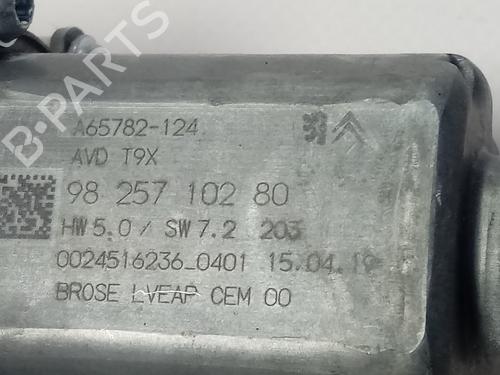 A65782-124
AVD T9X
98 257 102 80
HW 5.0 / SW 7.2 203
0024516236_0401 15.04.19
BROSE LVEAP CEM 00
B-PARTS